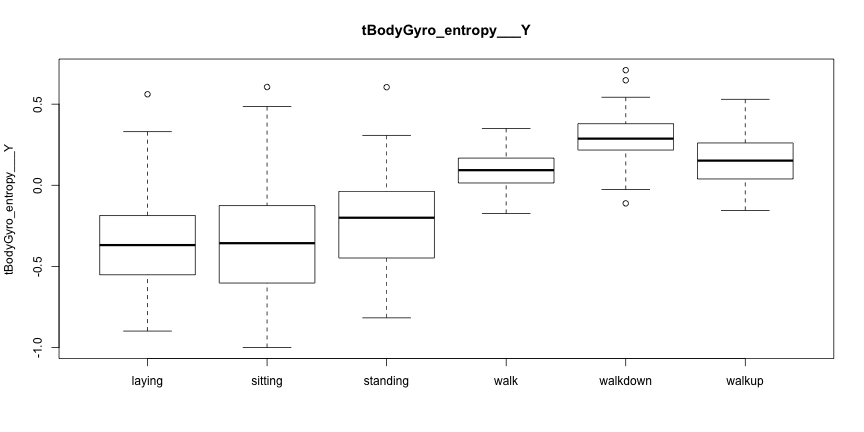 tBodyGyro_entropy___Y
tBodyGyro_entropy___Y
0.5
0.0
-0.5
-1.0
laying sitting standing walk walkdown walkup